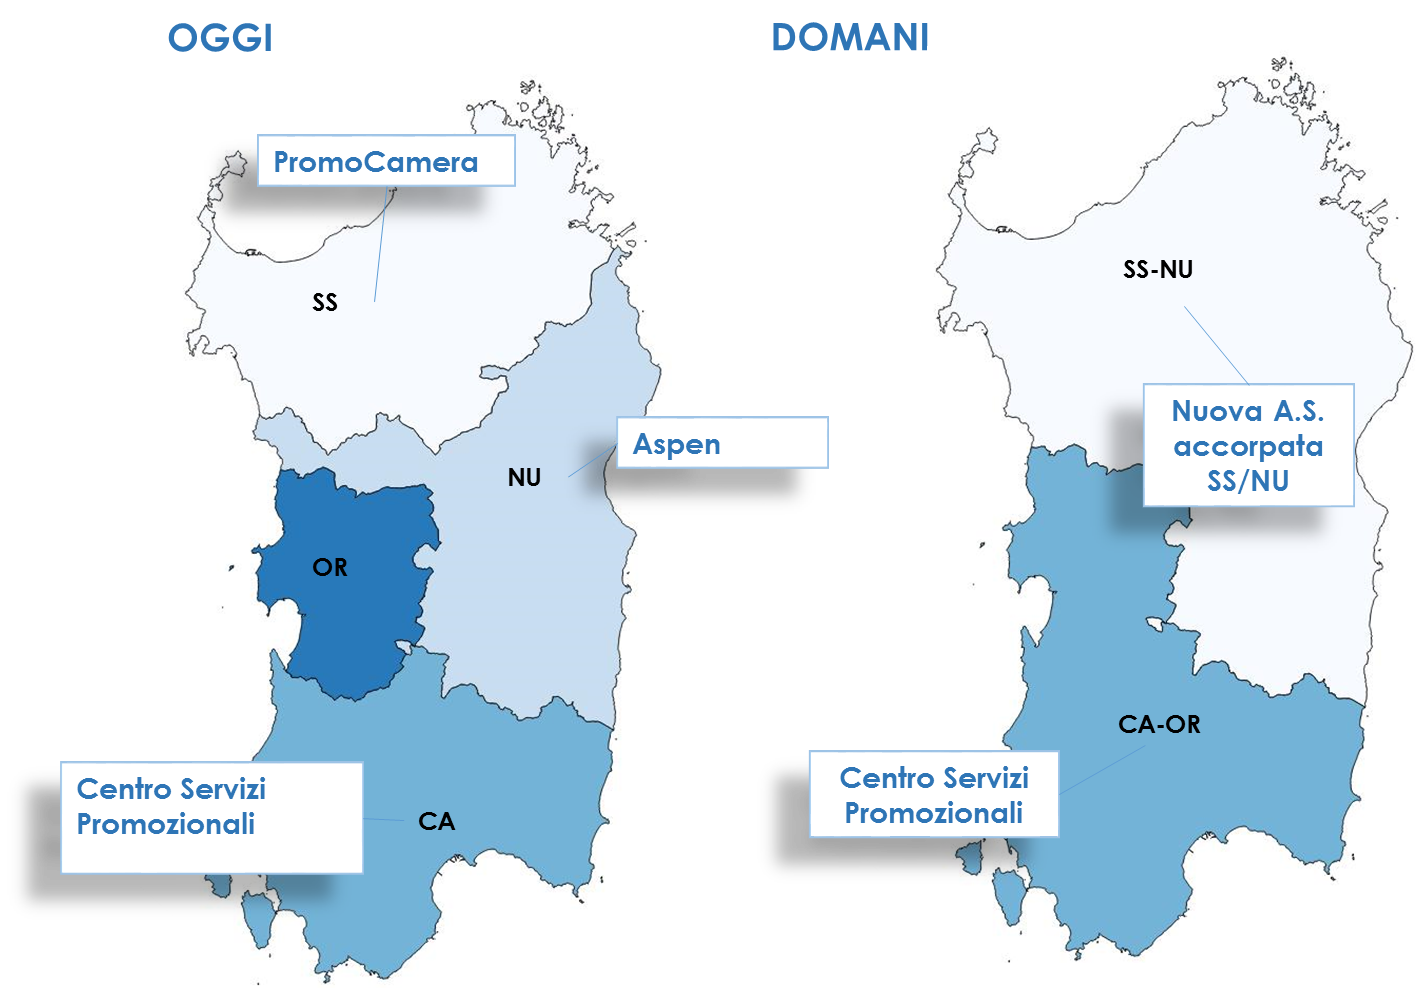 OGGI
PromoCamera
SS
Aspen
NU
OR
Centro Servizi
Promozionali
CA
DOMANI
SS-NU
Nuova A.S.
accorpata
SS/NU
CA-OR
Centro Servizi
Promozionali